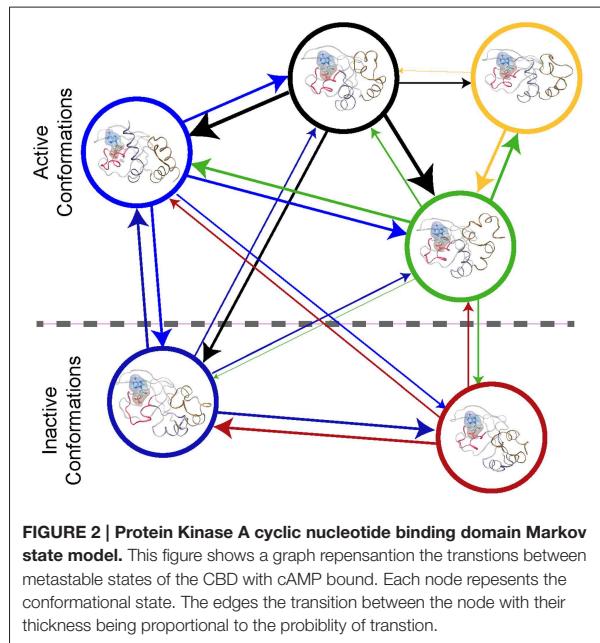 Active
Conformations
Inactive
Conformations
FIGURE 2 | Protein Kinase A cyclic nucleotide binding domain Markov
state model. This figure shows a graph repensantion the transtions between
metastable states of the CBD with cAMP bound. Each node repesents the
conformational state. The edges the transition between the node with their
thickness being proportional to the probiblity of transtion.